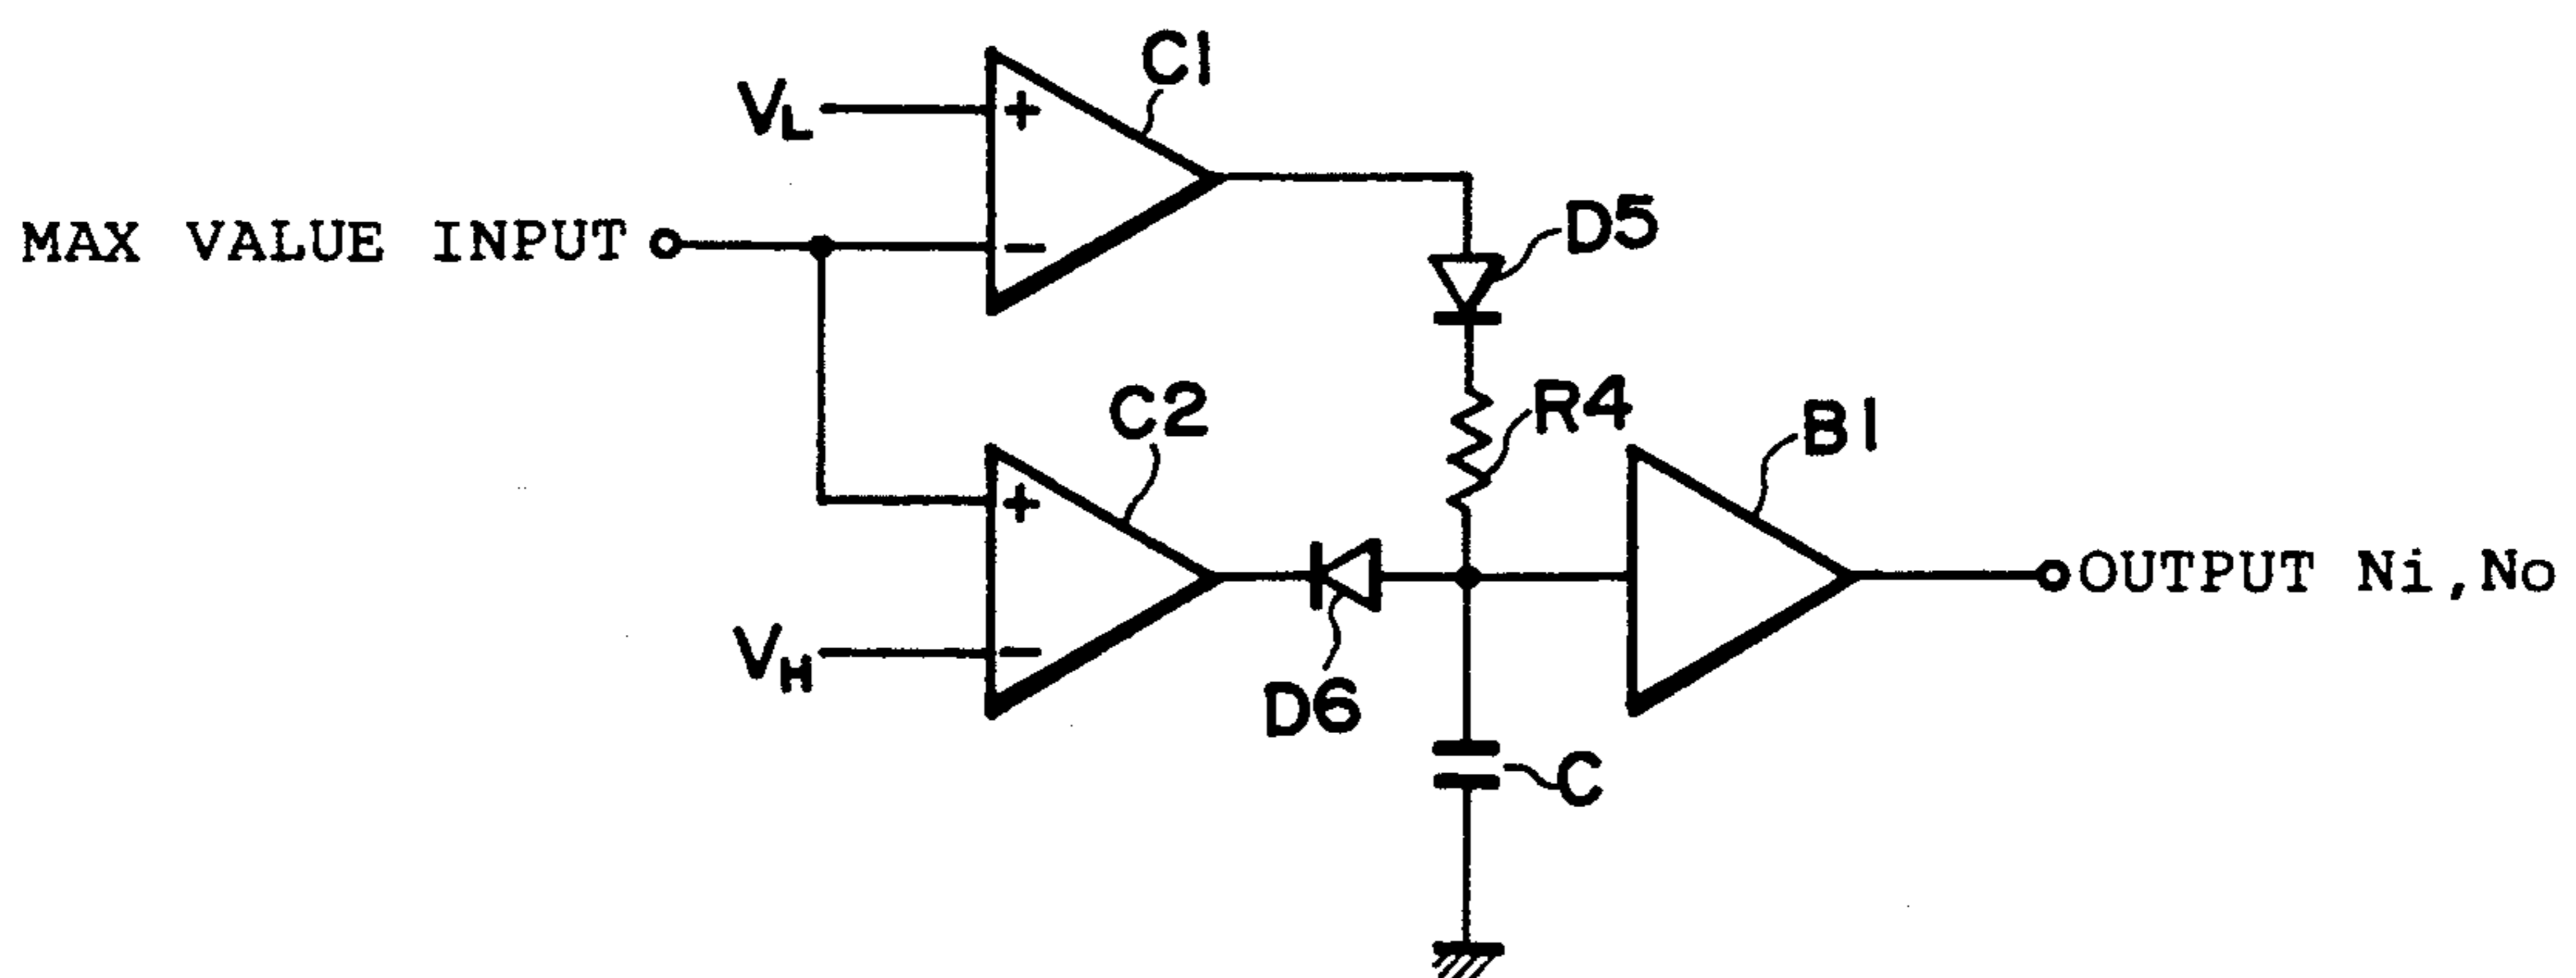 C1
VL
+
MAX VALUE INPUT
−
D5
C2
R4
B1
+
OUTPUT Ni,No
VH
−
D6
C